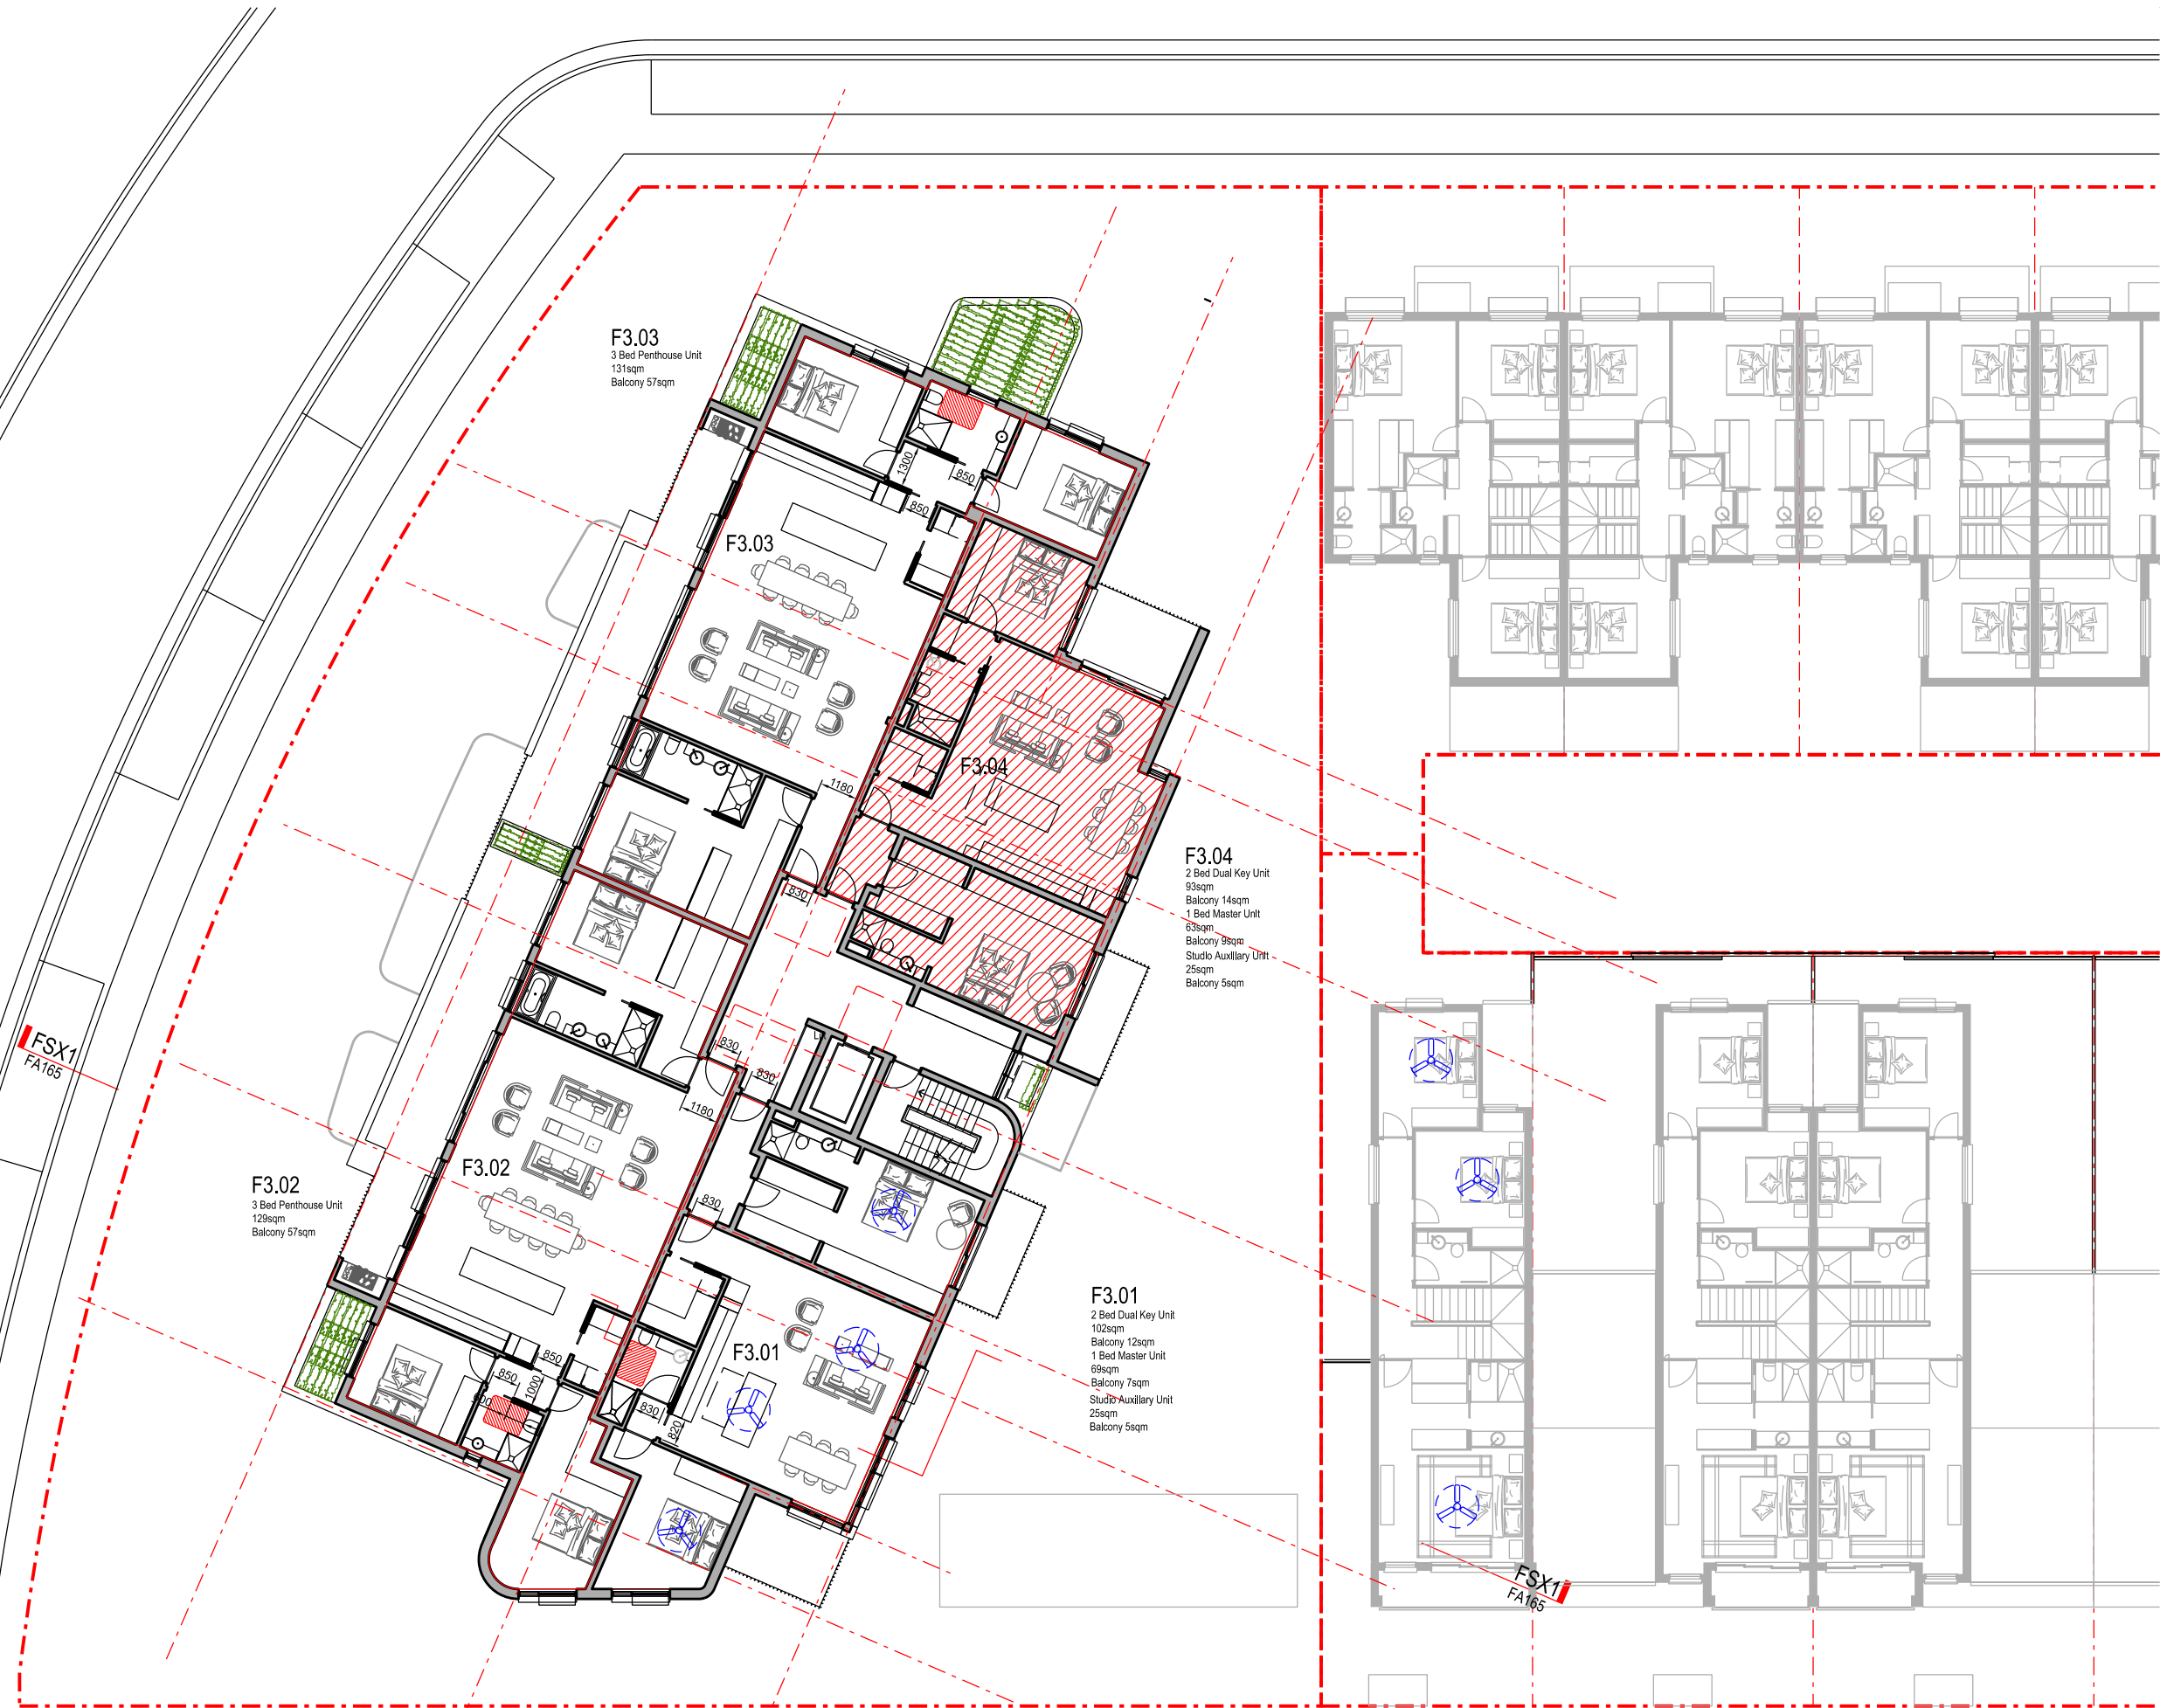 F3.03
3 Bed Penthouse Unit
131sqm
Balcony 57sqm
1300
850
850
F3.03
F3.04
1180
830
F3.04
2 Bed Dual Key Unit
93sqm
Balcony 14sqm
1 Bed Master Unit
63sqm
Balcony 9sqm
Studio Auxillary Unit
25sqm
Balcony 5sqm
FSX1
FA165
830
830
1180
F3.02
F3.02
3 Bed Penthouse Unit
129sqm
Balcony 57sqm
830
F3.01
2 Bed Dual Key Unit
102sqm
Balcony 12sqm
1 Bed Master Unit
69sqm
Balcony 7sqm
Studio Auxillary Unit
25sqm
Balcony 5sqm
F3.01
850
850
1000
830
820
FSX1
FA165